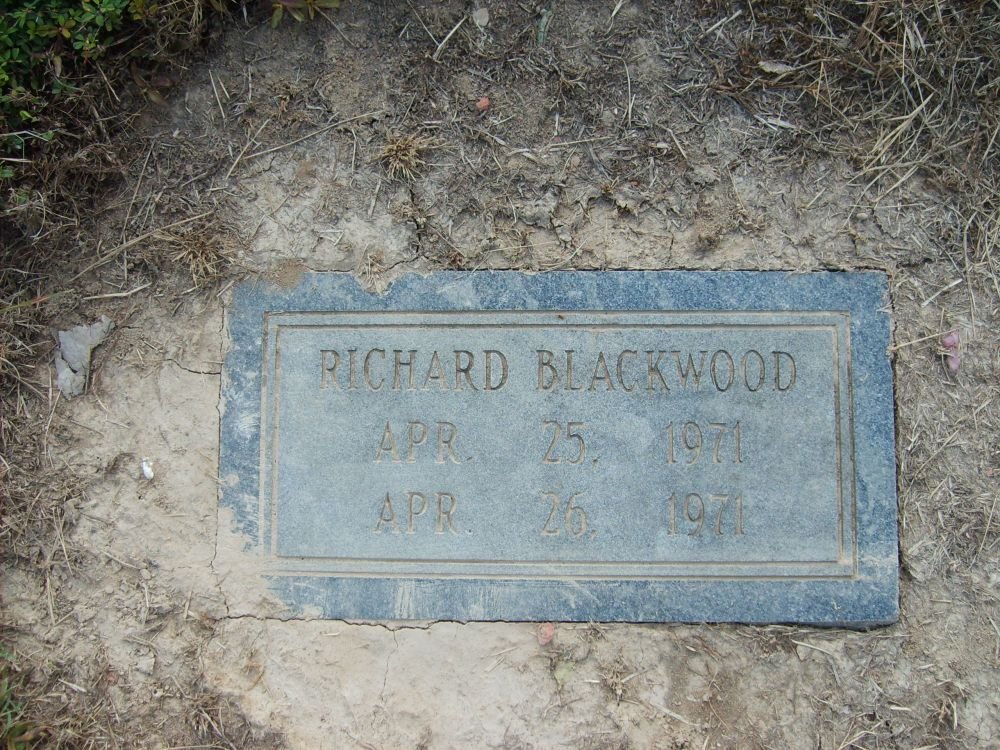 RICHARD BLACKWOOD
APR. 25. 1971
APR. 26. 1971